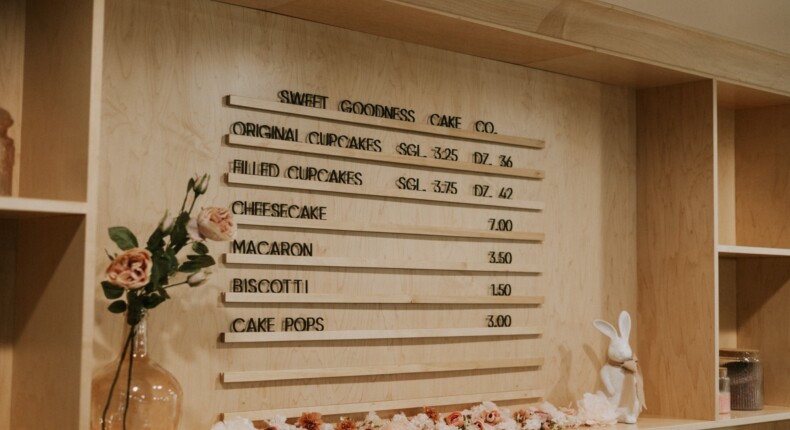 SWEET GOODNESS CAKE CO.
ORIGINAL CUPCAKES SGL. 3.25 DZ. 36
FILLED CUPCAKES SGL. 3.75 DZ. 42
CHEESECAKE 7.00
MACARON 3.50
BISCOTTI 1.50
CAKE POPS 3.00